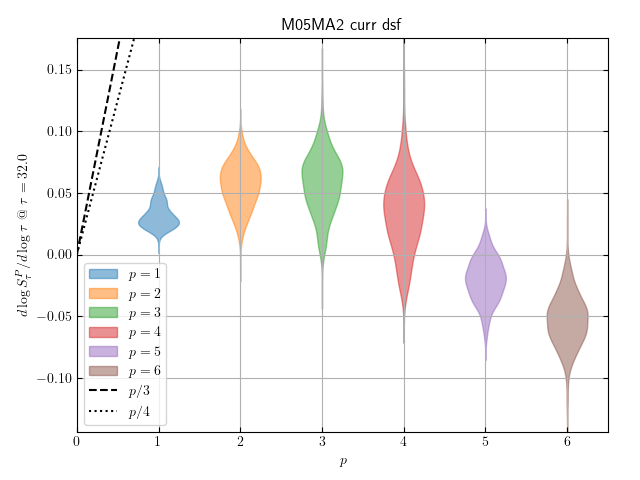 M05MA2 curr dsf
d log S_τ^P / d log τ @ τ = 32.0
0.15
0.10
0.05
0.00
−0.05
−0.10
p = 1
p = 2
p = 3
p = 4
p = 5
p = 6
p/3
p/4
0 1 2 3 4 5 6
p